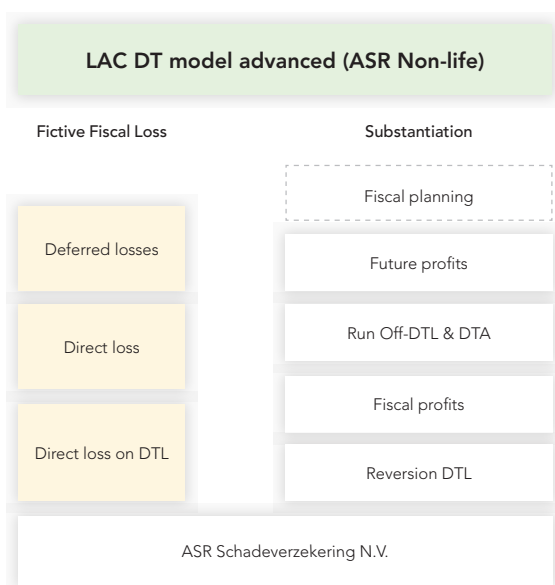 LAC DT model advanced (ASR Non-life)
Fictive Fiscal Loss
Substantiation
Fiscal planning
Deferred losses
Future profits
Direct loss
Run Off-DTL & DTA
Fiscal profits
Direct loss on DTL
Reversion DTL
ASR Schadeverzekering N.V.